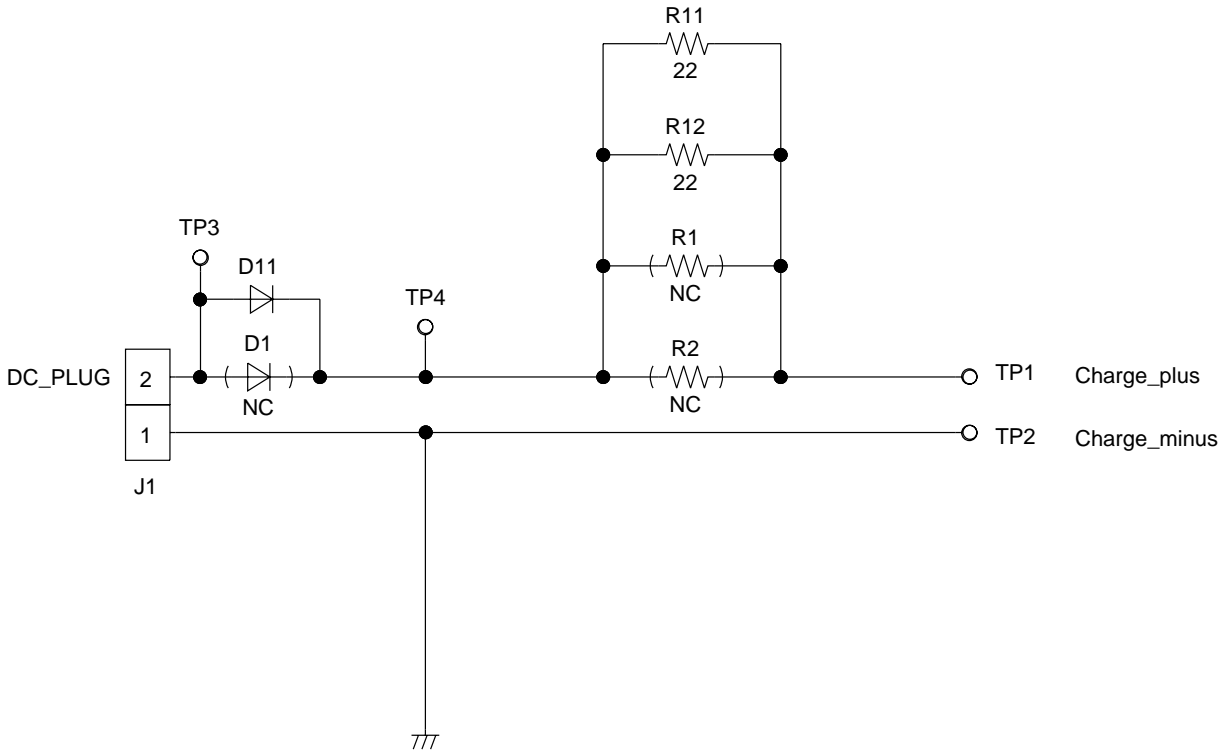 R11
22
R12
22
TP3
R1
D11
NC
TP4
D1
R2
DC_PLUG
2
TP1
Charge_plus
NC
NC
1
TP2
Charge_minus
J1